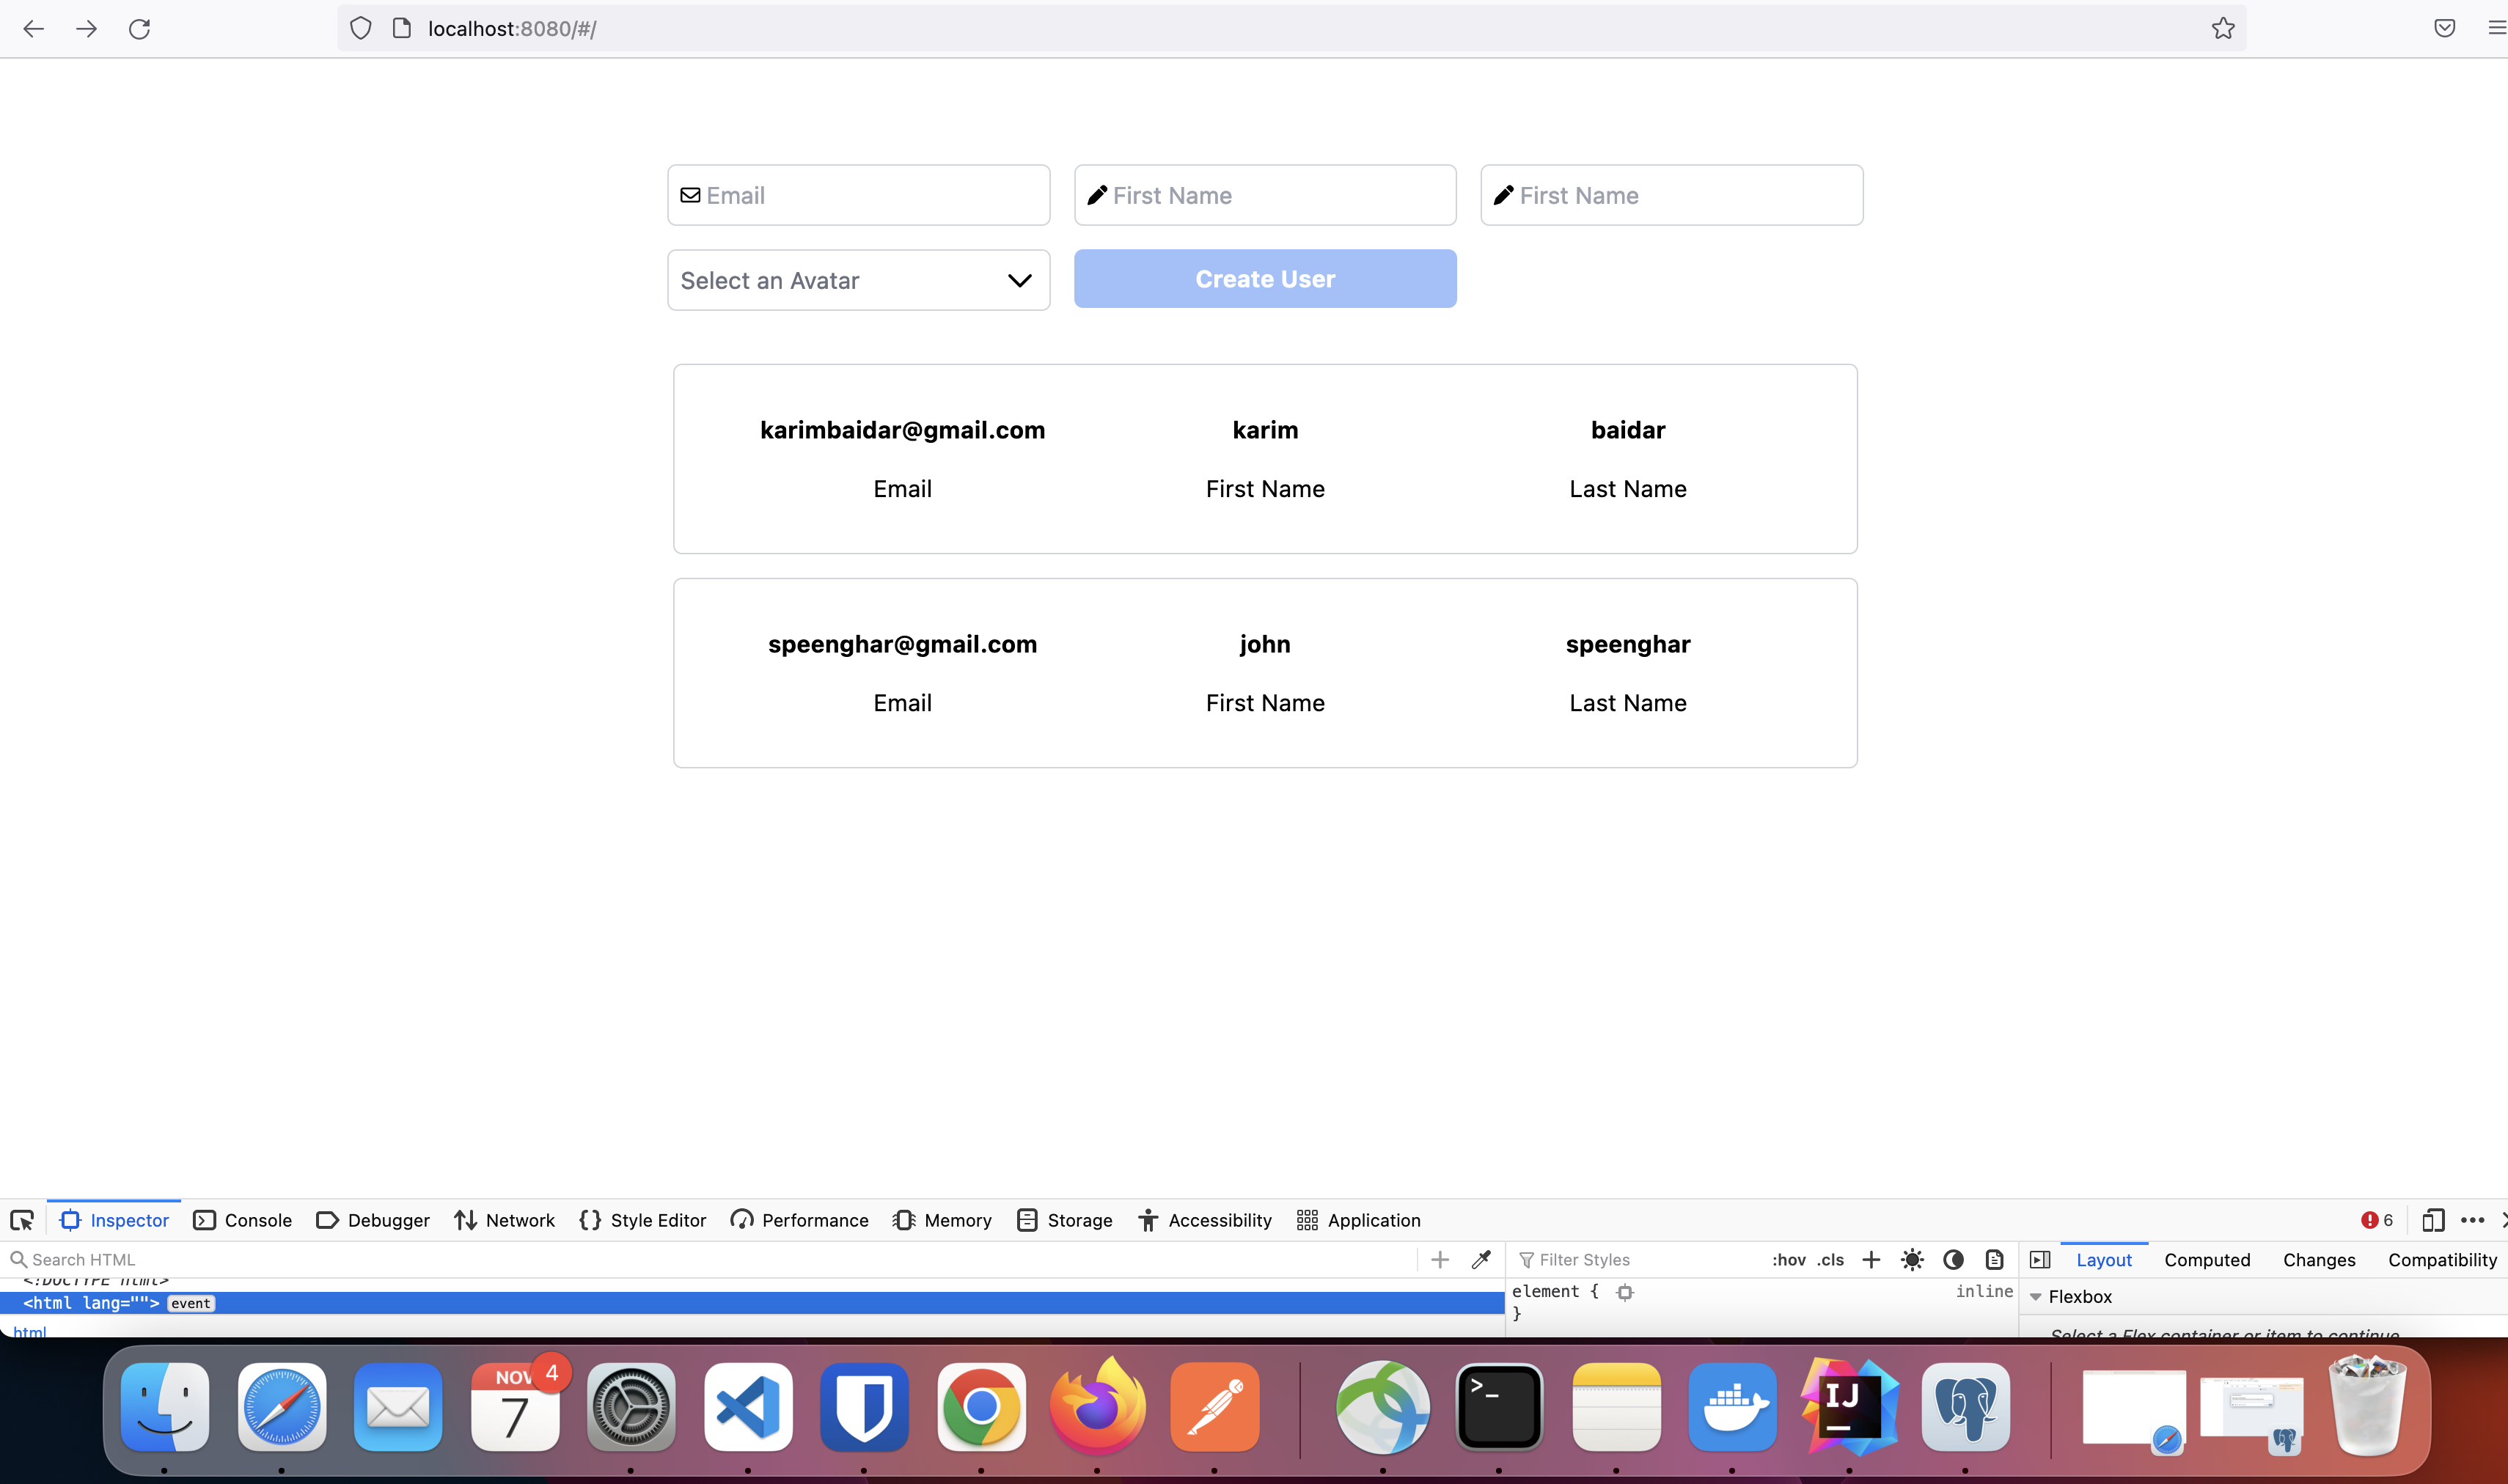 localhost:8080/#/
Email First Name First Name
Select an Avatar Create User
karimbaidar@gmail.com karim baidar
Email First Name Last Name
speenghar@gmail.com john speenghar
Email First Name Last Name
Inspector Console Debugger Network Style Editor Performance Memory Storage Accessibility Application 6
Search HTML Filter Styles :hov .cls Layout Computed Changes Compatibility
<!DOCTYPE html>
<html lang=""> event element { inline Flexbox
}
html Select a Flex container or item to continue.
NOV 4
7
>_
IJ